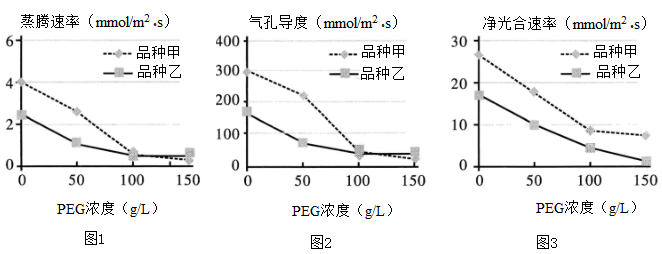 蒸腾速率（mmol/m²•s）
6
4
2
0
品种甲
品种乙
0 50 100 150
PEG浓度（g/L）
图1
气孔导度（mmol/m²•s）
400
300
200
100
0
品种甲
品种乙
0 50 100 150
PEG浓度（g/L）
图2
净光合速率（mmol/m²•s）
30
20
10
0
品种甲
品种乙
0 50 100 150
PEG浓度（g/L）
图3